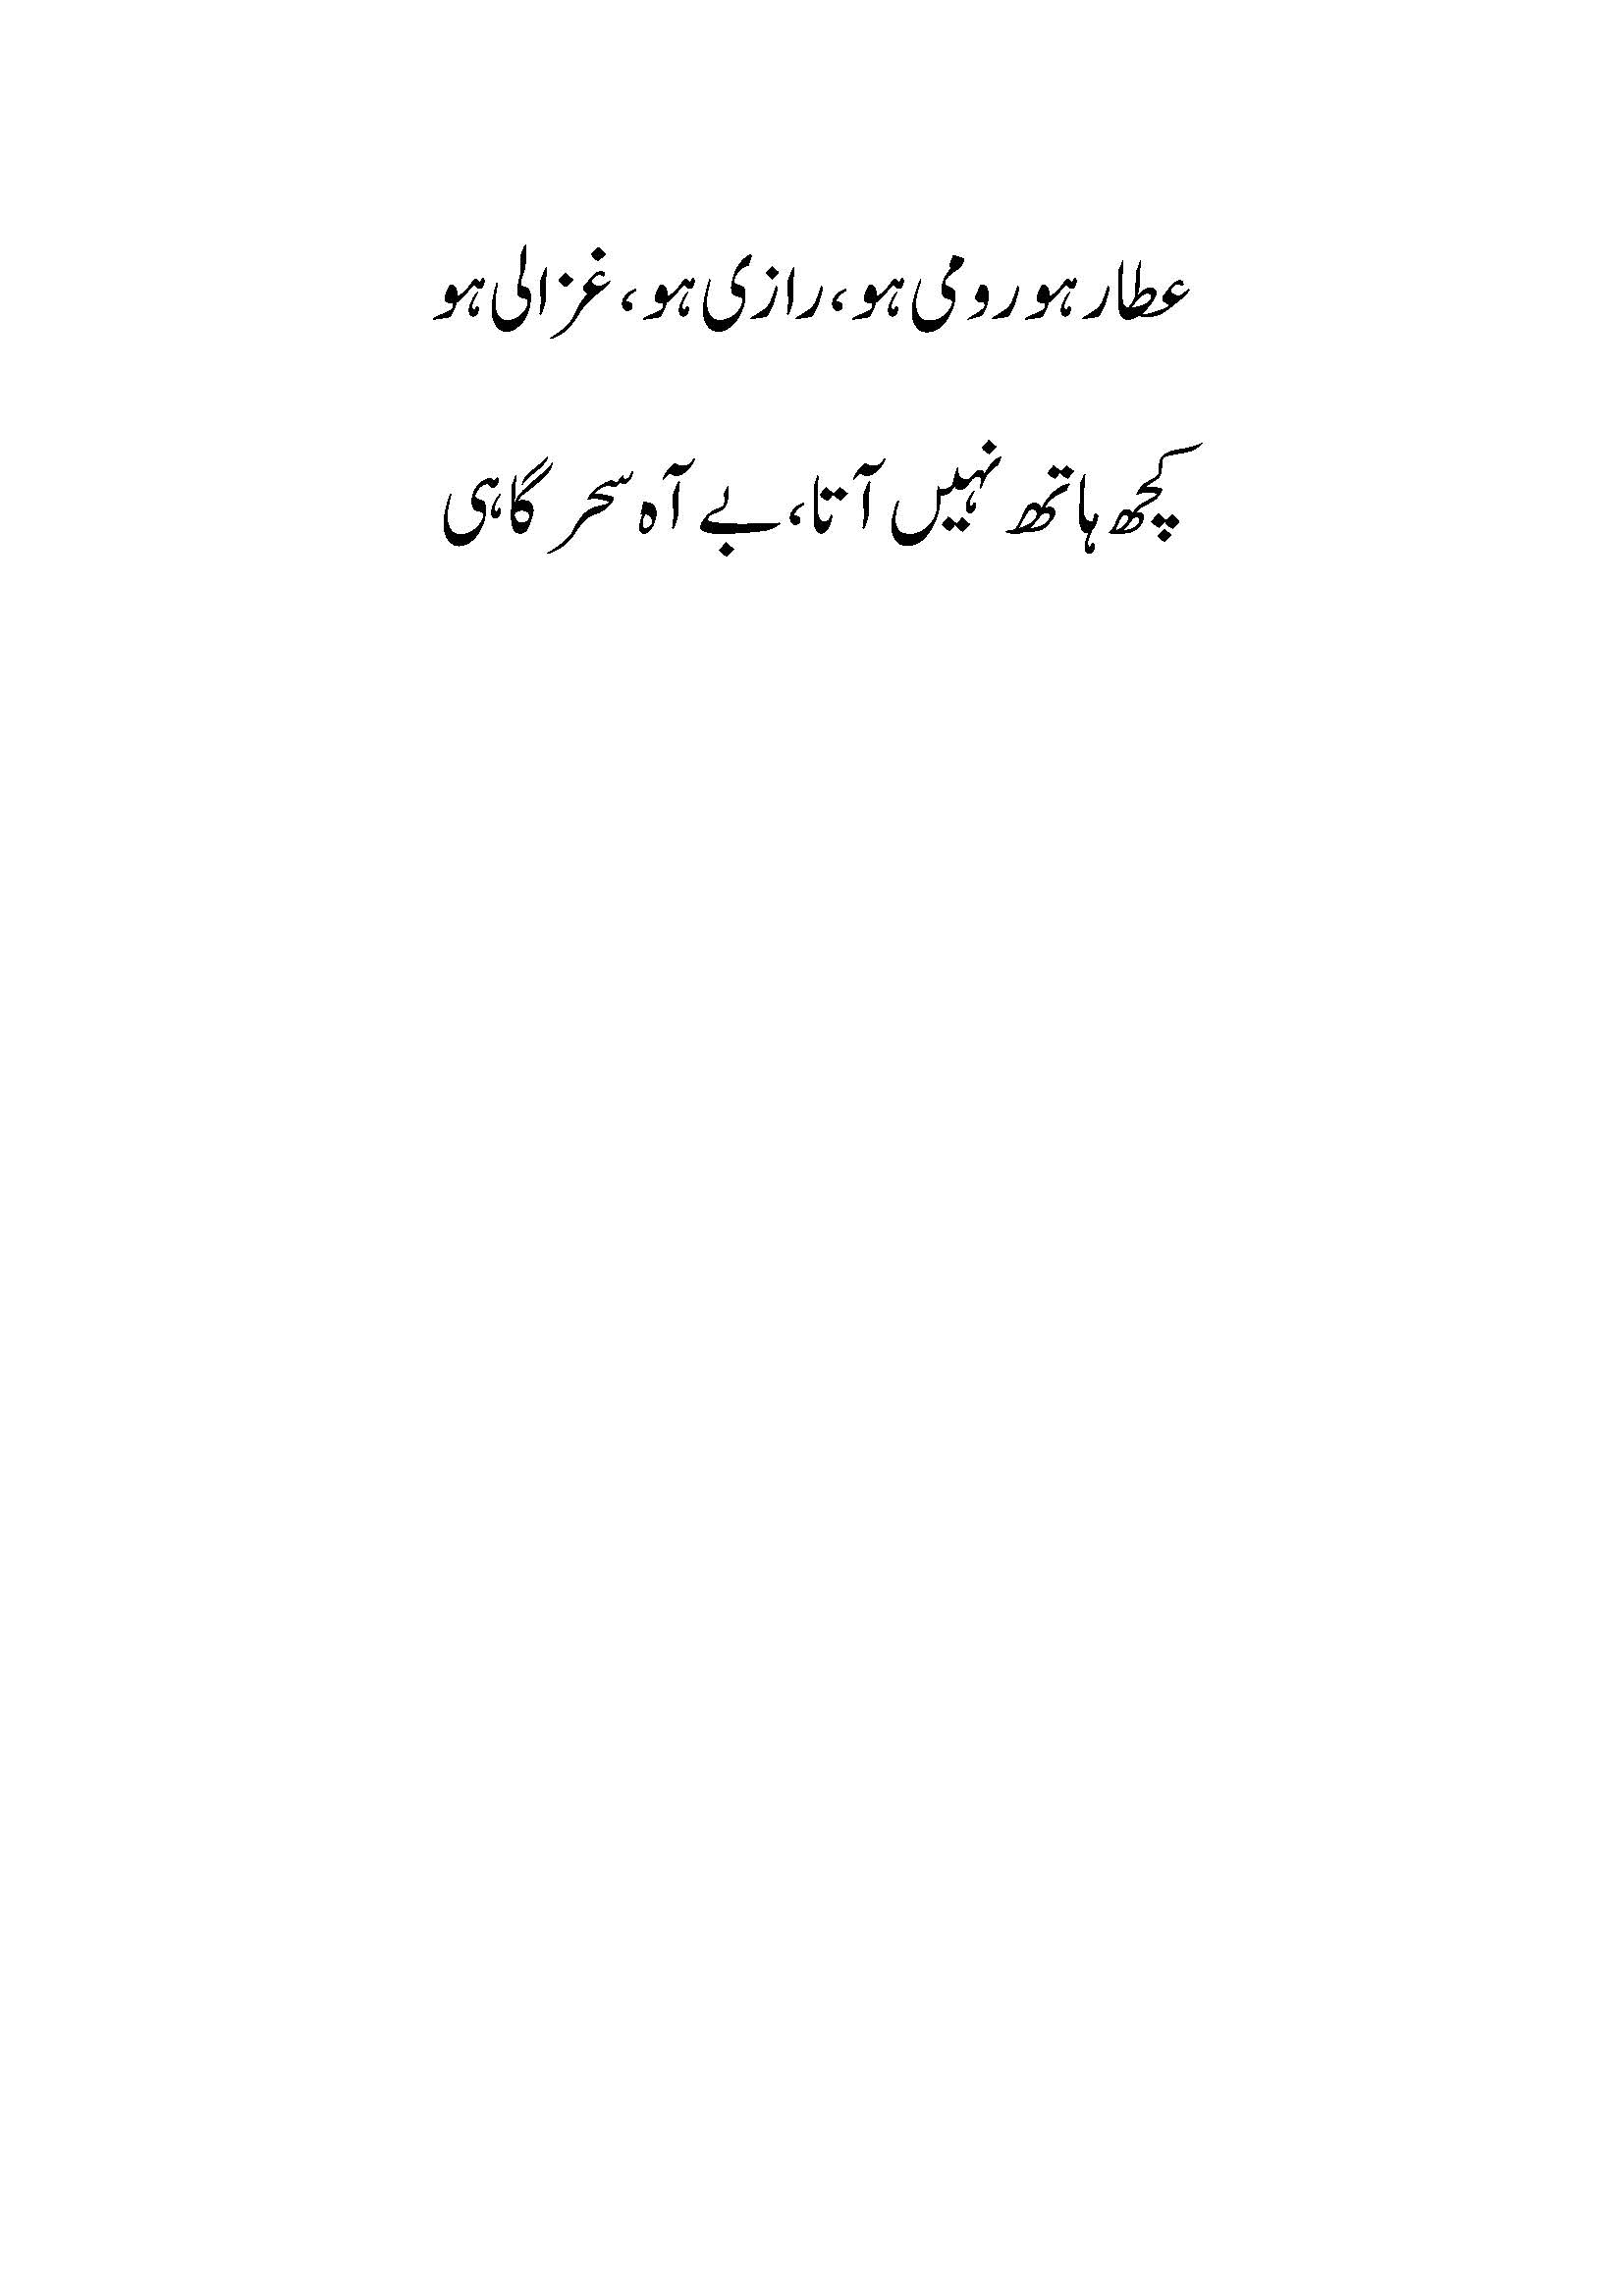 عطار ہو رومی ہو، رازی ہو، غزالی ہو
کچھ ہاتھ نہیں آتا، بے آہ سحر گاہی